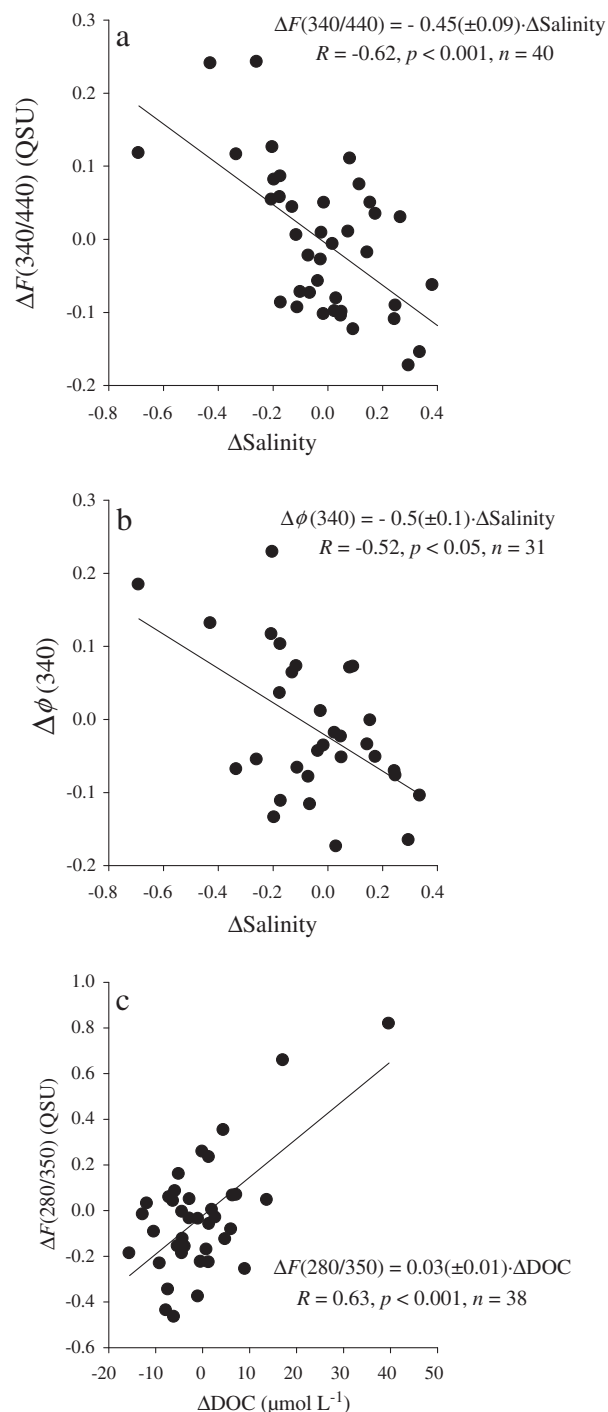 a
ΔF(340/440) = - 0.45(±0.09)·ΔSalinity
R = -0.62, p < 0.001, n = 40
ΔF(340/440) (QSU)
0.3
0.2
0.1
0.0
-0.1
-0.2
-0.8 -0.6 -0.4 -0.2 0.0 0.2 0.4
ΔSalinity
b
Δϕ(340) = - 0.5(±0.1)·ΔSalinity
R = -0.52, p < 0.05, n = 31
Δϕ(340)
0.3
0.2
0.1
0.0
-0.1
-0.2
-0.8 -0.6 -0.4 -0.2 0.0 0.2 0.4
ΔSalinity
c
ΔF(280/350) (QSU)
1.0
0.8
0.6
0.4
0.2
0.0
-0.2
-0.4
-0.6
ΔF(280/350) = 0.03(±0.01)·ΔDOC
R = 0.63, p < 0.001, n = 38
-20 -10 0 10 20 30 40 50
ΔDOC (μmol L⁻¹)